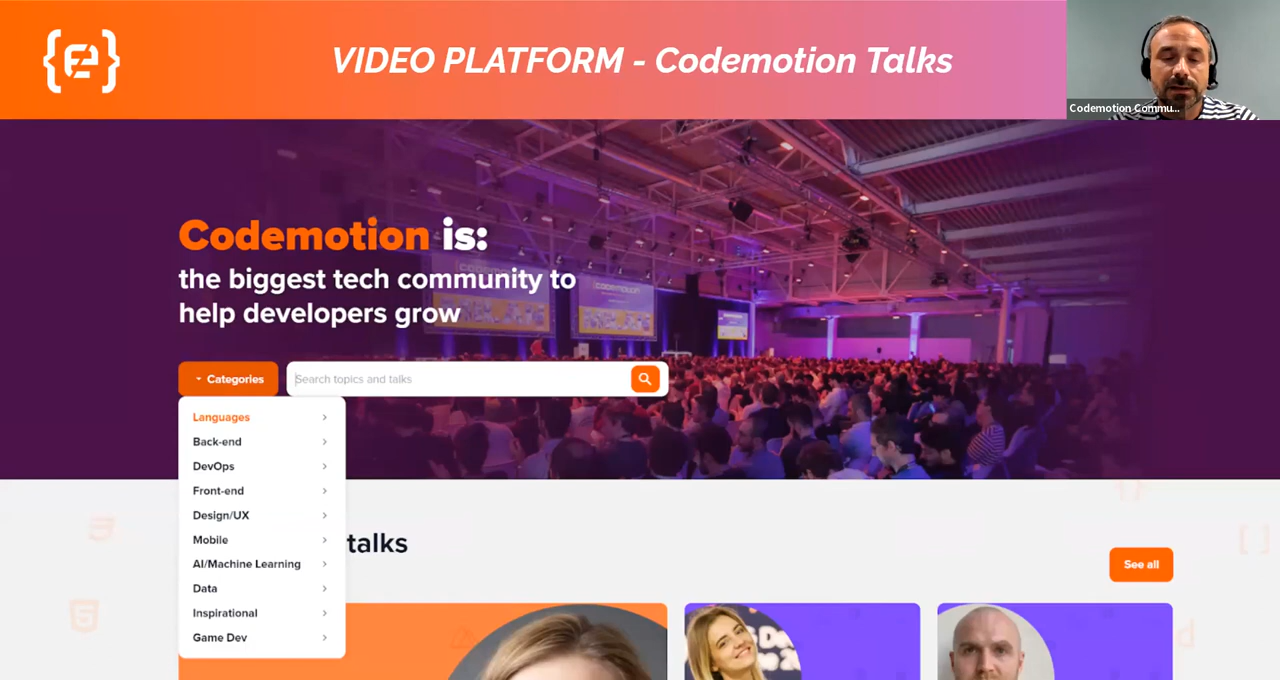 VIDEO PLATFORM - Codemotion Talks
Codemotion Commu...
Codemotion is:
the biggest tech community to
help developers grow
Categories
Search topics and talks
Languages
Back-end
DevOps
Front-end
Design/UX
Mobile
AI/Machine Learning
Data
Inspirational
Game Dev
talks
See all